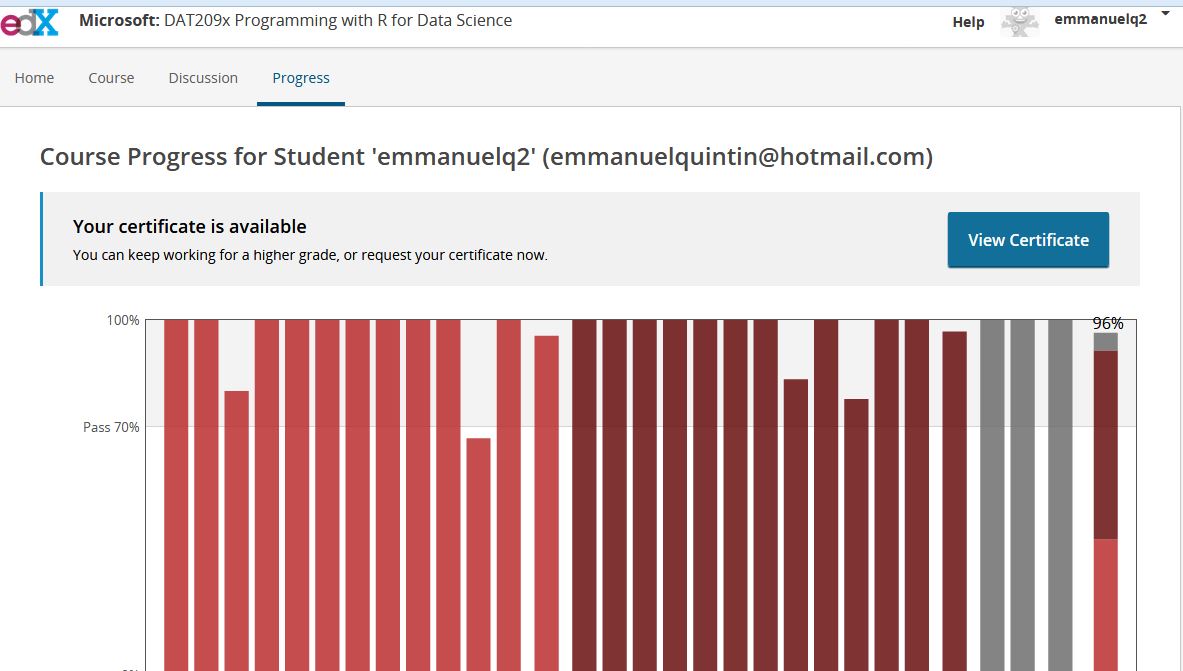 edX Microsoft: DAT209x Programming with R for Data Science Help emmanuelq2
Home Course Discussion Progress
Course Progress for Student 'emmanuelq2' (emmanuelquintin@hotmail.com)
Your certificate is available
You can keep working for a higher grade, or request your certificate now.
View Certificate
100%
96%
Pass 70%